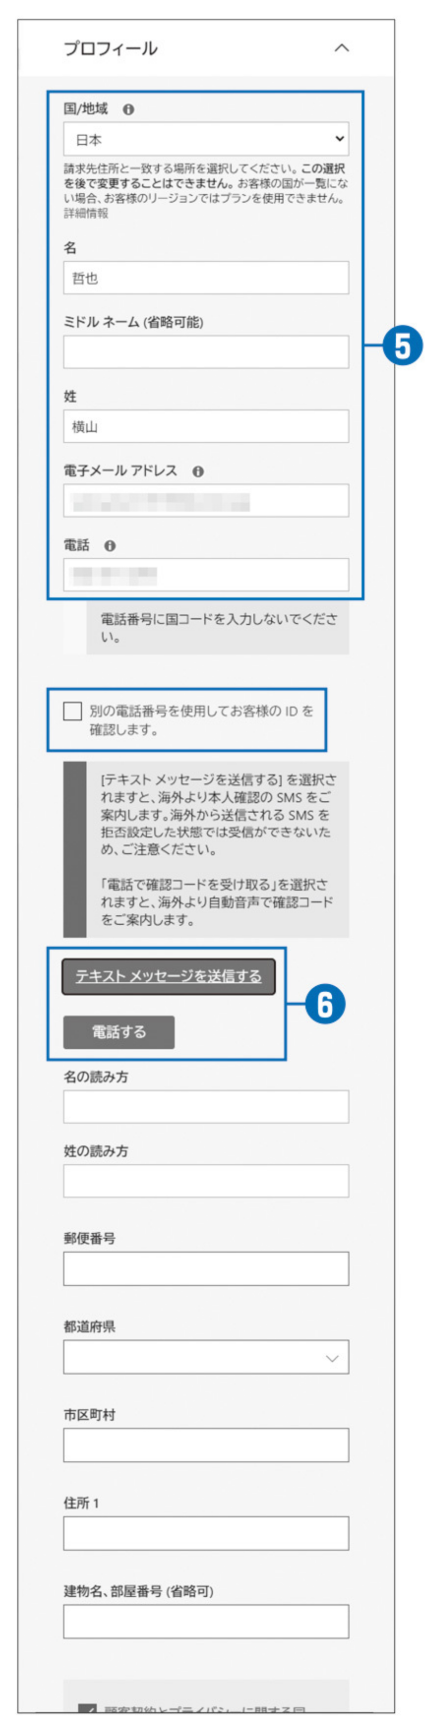 プロフィール
国/地域
日本
請求先住所と一致する場所を選択してください。この選択
を後で変更することはできません。お客様の国が一覧にな
い場合、お客様のリージョンではプランを使用できません。
詳細情報
名
哲也
ミドル ネーム (省略可能)
5
姓
横山
電子メール アドレス
電話
電話番号に国コードを入力しないでくださ
い。
別の電話番号を使用してお客様の ID を
確認します。
[テキスト メッセージを送信する] を選択さ
れますと、海外より本人確認の SMS をご
案内します。海外から送信される SMS を
拒否設定した状態では受信ができないた
め、ご注意ください。
「電話で確認コードを受け取る」を選択さ
れますと、海外より自動音声で確認コード
をご案内します。
テキスト メッセージを送信する
6
電話する
名の読み方
姓の読み方
郵便番号
都道府県
市区町村
住所 1
建物名、部屋番号 (省略可)